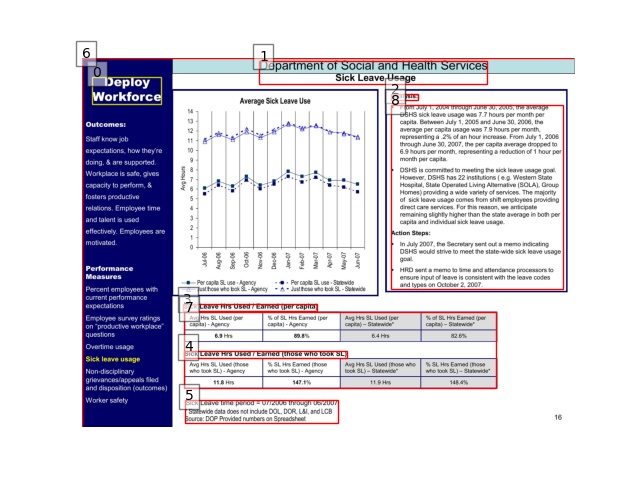 Department of Social and Health Services
Sick Leave Usage
Deploy
Workforce
Outcomes:
Staff know job
expectations, how they're
doing, & are supported.
Workplace is safe, gives
capacity to perform, &
fosters productive
relations. Employee time
and talent is used
effectively. Employees are
motivated.
Performance
Measures
Percent employees with
current performance
expectations
Employee survey ratings
on "productive workplace"
questions
Overtime usage
Sick leave usage
Non-disciplinary
grievances/appeals filed
and disposition (outcomes)
Worker safety
Average Sick Leave Use
Avg Hours
14
13
12
11
10
9
8
7
6
5
4
3
2
1
0
Jul-06 Aug-06 Sep-06 Oct-06 Nov-06 Dec-06 Jan-07 Feb-07 Mar-07 Apr-07 May-07 Jun-07
Per capita SL use - Agency Per capita SL use - Statewide
Just those who took SL - Agency Just those who took SL - Statewide
From July 1, 2004 through June 30, 2005, the average
DSHS sick leave usage was 7.7 hours per month per
capita. Between July 1, 2005 and June 30, 2006, the
average per capita usage was 7.9 hours per month,
representing a .2% of an hour increase. From July 1, 2006
through June 30, 2007, the per capita average dropped to
6.9 hours per month, representing a reduction of 1 hour per
month per capita.
DSHS is committed to meeting the sick leave usage goal.
However, DSHS has 22 institutions ( e.g. Western State
Hospital, State Operated Living Alternative (SOLA), Group
Homes) providing a wide variety of services. The majority
of sick leave usage comes from shift employees providing
direct care services. For this reason, we anticipate
remaining slightly higher than the state average in both per
capita and individual sick leave usage.
Action Steps:
In July 2007, the Secretary sent out a memo indicating
DSHS would strive to meet the state-wide sick leave usage
goal.
HRD sent a memo to time and attendance processors to
ensure input of leave is consistent with the leave codes
and types on October 2, 2007.
Leave Hrs Used / Earned (per capita)
Avg Hrs SL Used (per capita) - Agency % of SL Hrs Earned (per capita) - Agency Avg Hrs SL Used (per capita) – Statewide* % of SL Hrs Earned (per capita) – Statewide*
6.9 Hrs 89.8% 6.4 Hrs 82.6%
Sick Leave Hrs Used / Earned (those who took SL)
Avg Hrs SL Used (those who took SL) - Agency % SL Hrs Earned (those who took SL) - Agency Avg Hrs SL Used (those who took SL) – Statewide* % SL Hrs Earned (those who took SL) – Statewide*
11.8 Hrs 147.1% 11.9 Hrs 148.4%
Sick Leave time period = 07/2006 through 06/2007
* Statewide data does not include DOL, DOR, L&I, and LCB
Source: DOP Provided numbers on Spreadsheet
16
0
1
2
8
3
7
4
5
6